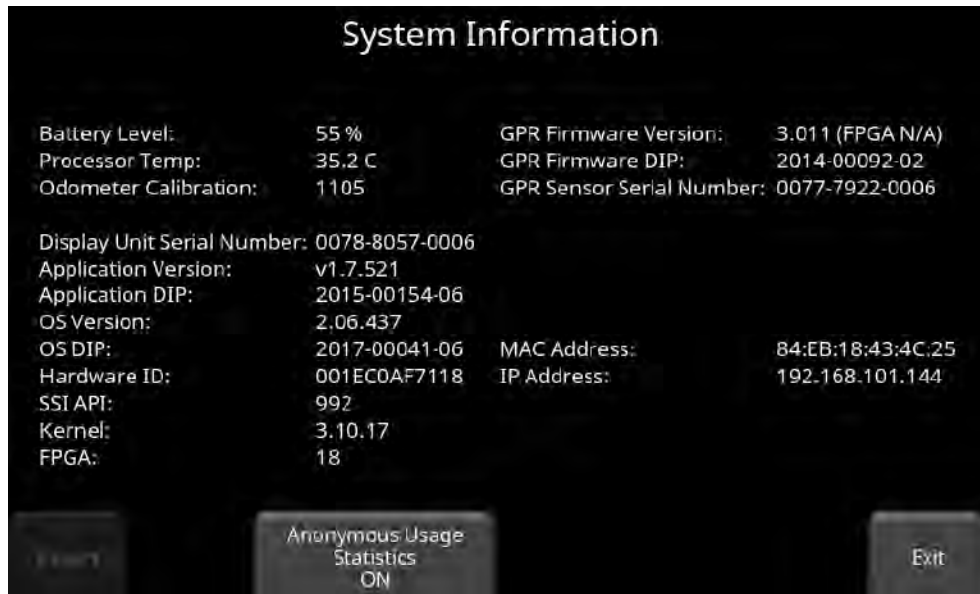 System Information
Battery Level: 55 % GPR Firmware Version: 3.011 (FPGA N/A)
Processor Temp: 35.2 C GPR Firmware DIP: 2014-00092-02
Odometer Calibration: 1105 GPR Sensor Serial Number: 0077-7922-0006
Display Unit Serial Number: 0078-8057-0006
Application Version: v1.7.521
Application DIP: 2015-00154-06
OS Version: 2.06.437
OS DIP: 2017-00041-06 MAC Address: 84:EB:18:43:4C:25
Hardware ID: 001EC0AF7118 IP Address: 192.168.101.144
SSI API: 992
Kernel: 3.10.17
FPGA: 18
Anonymous Usage
Statistics
ON
Exit